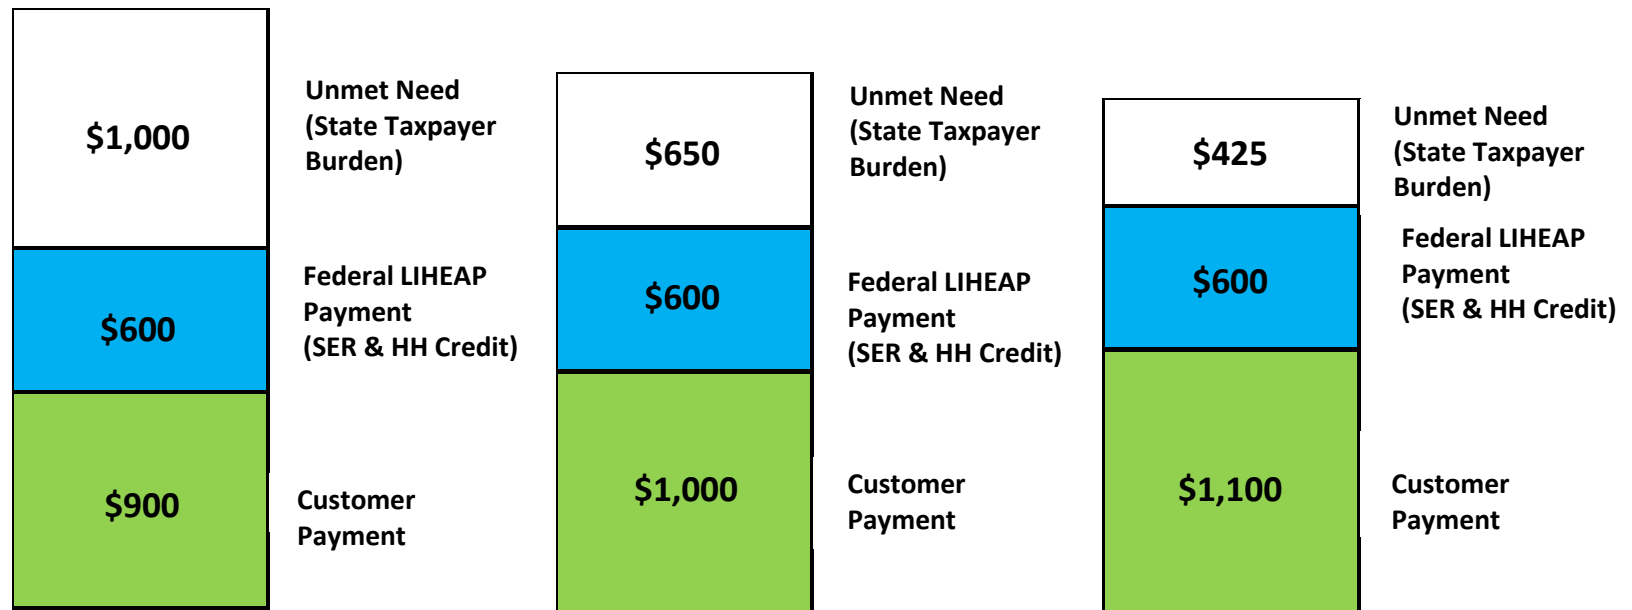 $1,000
Unmet Need
(State Taxpayer
Burden)
$600
Federal LIHEAP
Payment
(SER & HH Credit)
$900
Customer
Payment
$650
Unmet Need
(State Taxpayer
Burden)
$600
Federal LIHEAP
Payment
(SER & HH Credit)
$1,000
Customer
Payment
$425
Unmet Need
(State Taxpayer
Burden)
$600
Federal LIHEAP
Payment
(SER & HH Credit)
$1,100
Customer
Payment